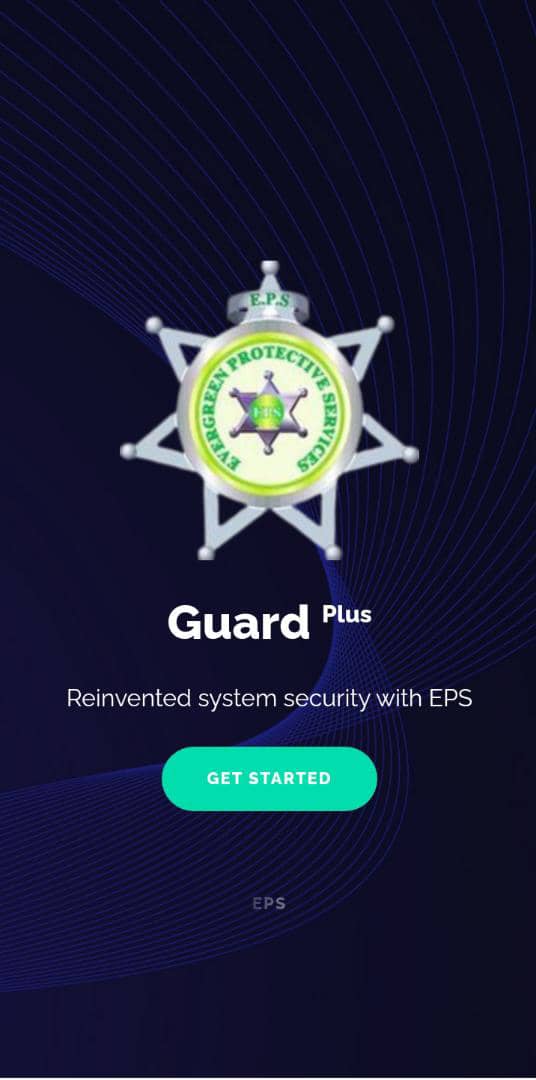 E.P.S
EVERGREEN PROTECTIVE SERVICES
EPS
Guard Plus
Reinvented system security with EPS
GET STARTED
EPS